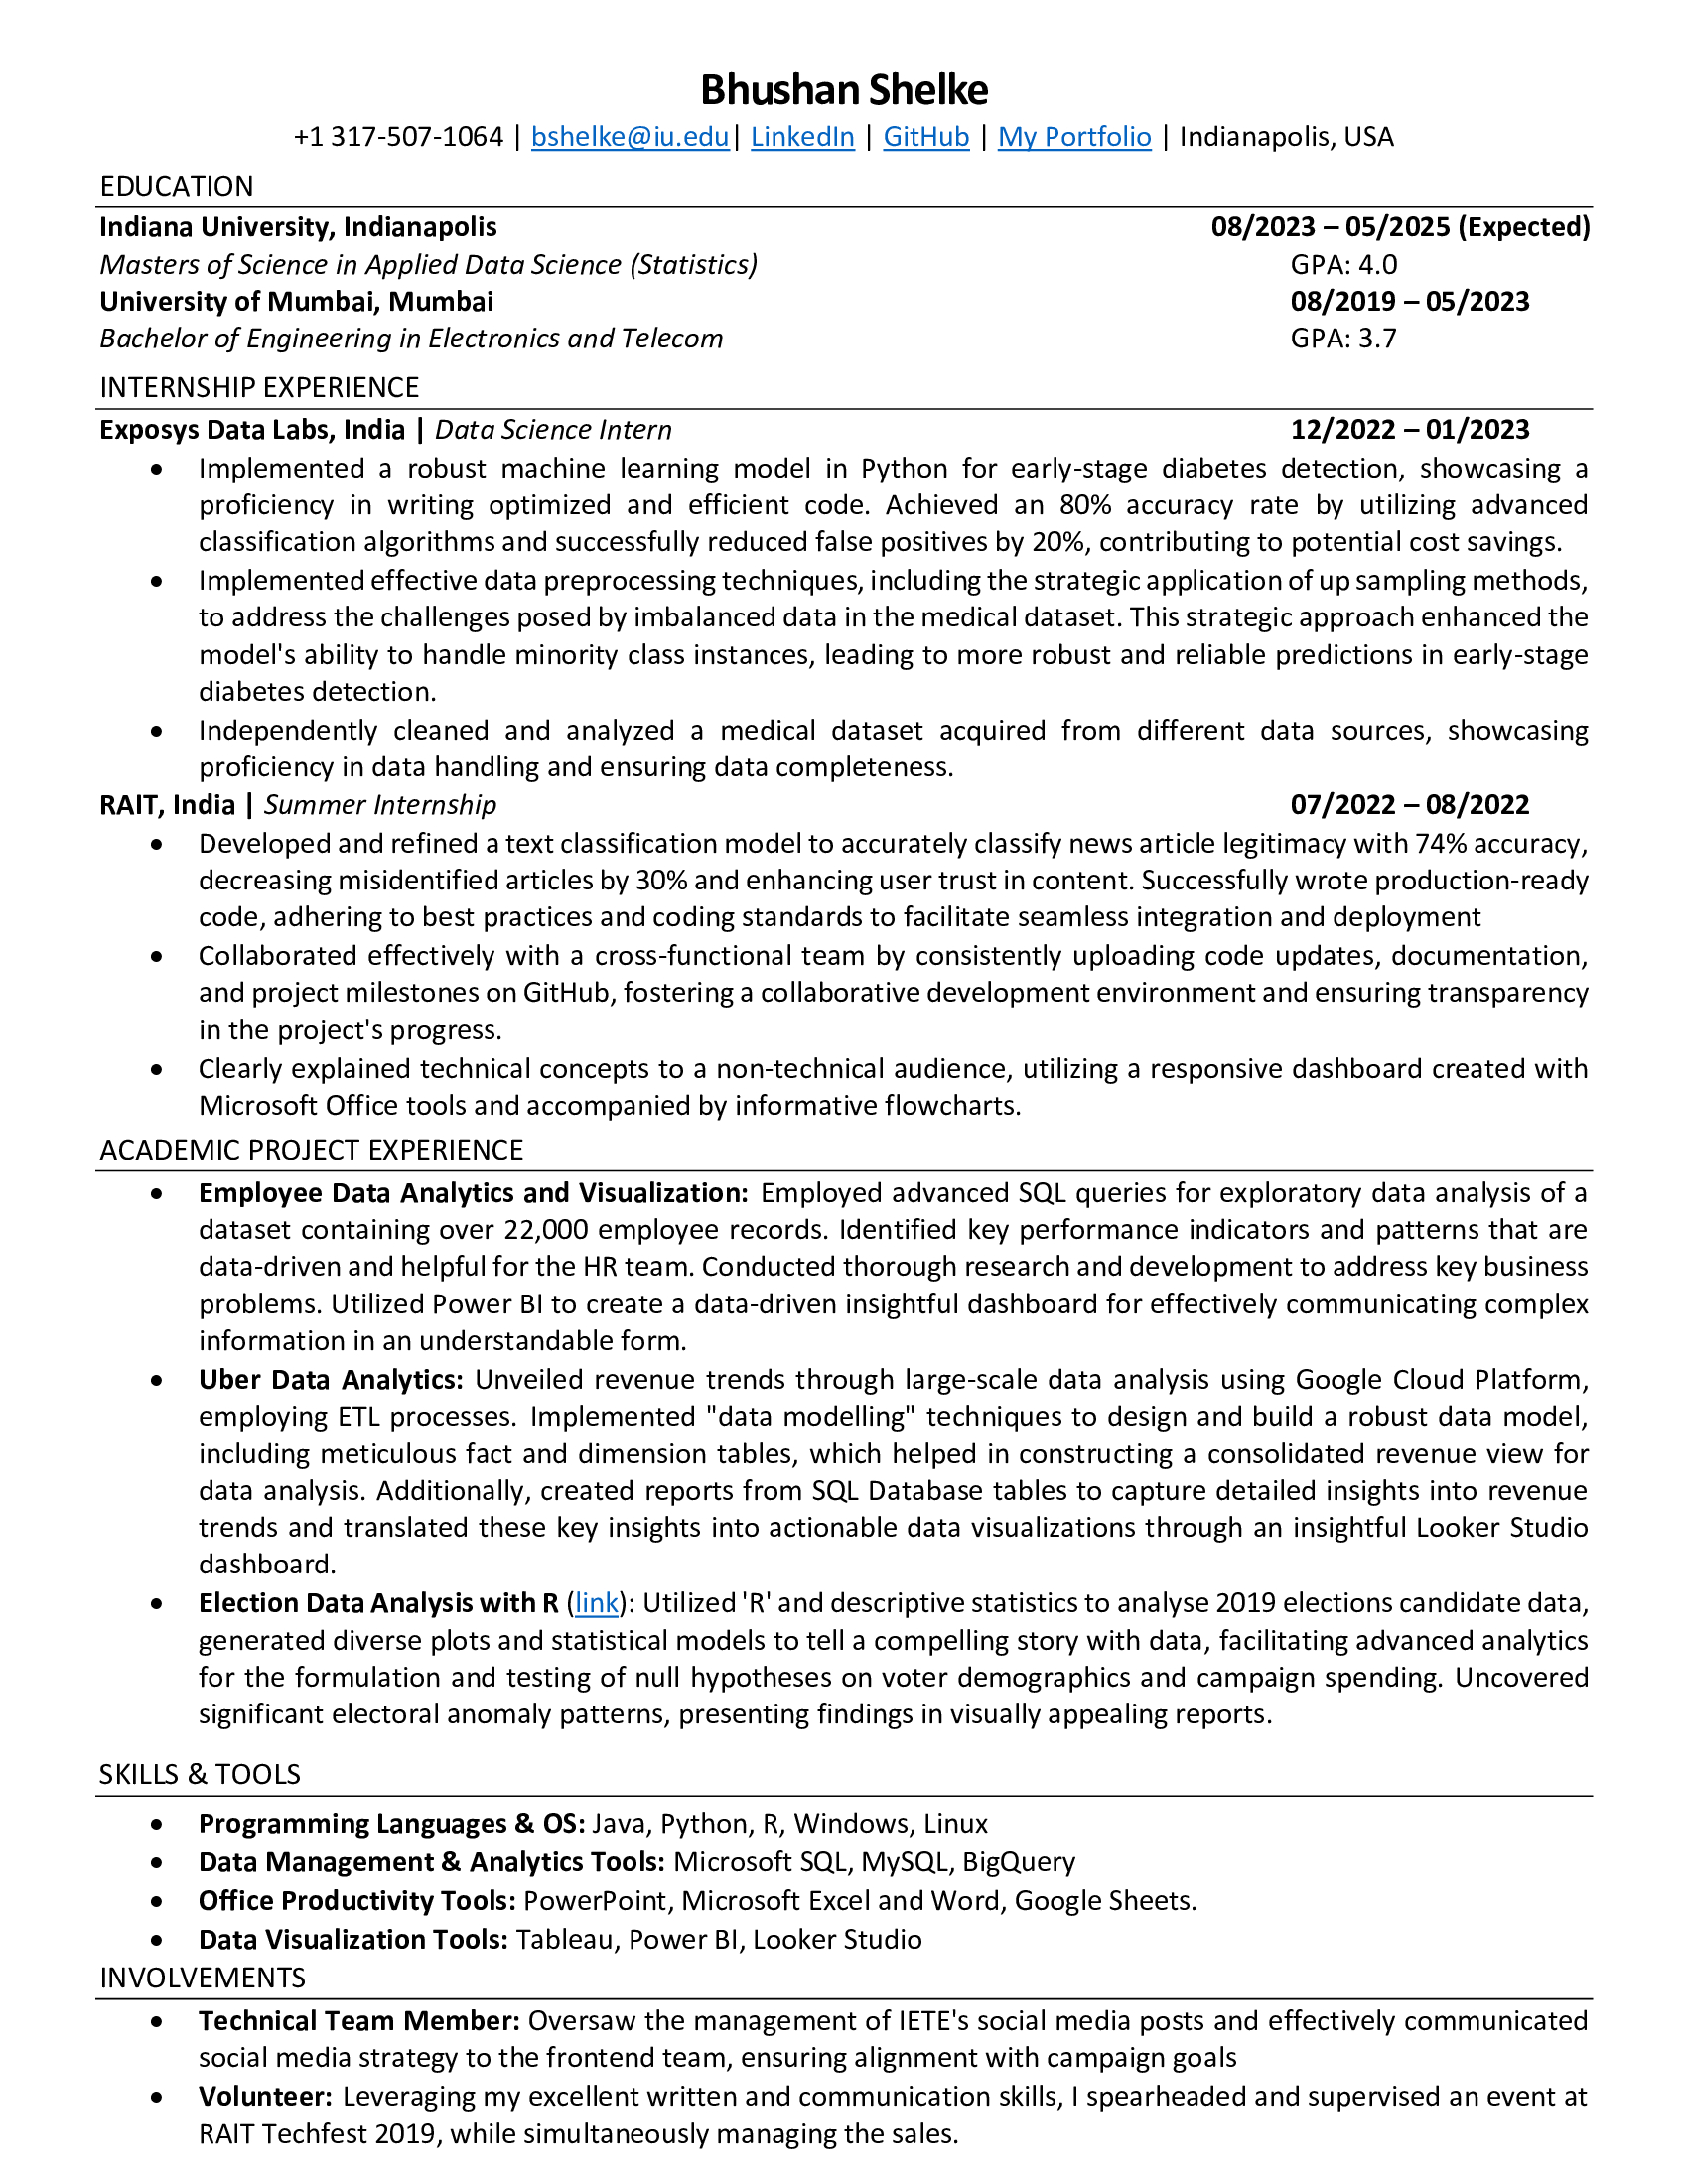 Bhushan Shelke
+1 317-507-1064 | bshelke@iu.edu| LinkedIn | GitHub | My Portfolio | Indianapolis, USA
EDUCATION
Indiana University, Indianapolis 08/2023 – 05/2025 (Expected)
Masters of Science in Applied Data Science (Statistics) GPA: 4.0
University of Mumbai, Mumbai 08/2019 – 05/2023
Bachelor of Engineering in Electronics and Telecom GPA: 3.7
INTERNSHIP EXPERIENCE
Exposys Data Labs, India | Data Science Intern 12/2022 – 01/2023
• Implemented a robust machine learning model in Python for early-stage diabetes detection, showcasing a
proficiency in writing optimized and efficient code. Achieved an 80% accuracy rate by utilizing advanced
classification algorithms and successfully reduced false positives by 20%, contributing to potential cost savings.
• Implemented effective data preprocessing techniques, including the strategic application of up sampling methods,
to address the challenges posed by imbalanced data in the medical dataset. This strategic approach enhanced the
model's ability to handle minority class instances, leading to more robust and reliable predictions in early-stage
diabetes detection.
• Independently cleaned and analyzed a medical dataset acquired from different data sources, showcasing
proficiency in data handling and ensuring data completeness.
RAIT, India | Summer Internship 07/2022 – 08/2022
• Developed and refined a text classification model to accurately classify news article legitimacy with 74% accuracy,
decreasing misidentified articles by 30% and enhancing user trust in content. Successfully wrote production-ready
code, adhering to best practices and coding standards to facilitate seamless integration and deployment
• Collaborated effectively with a cross-functional team by consistently uploading code updates, documentation,
and project milestones on GitHub, fostering a collaborative development environment and ensuring transparency
in the project's progress.
• Clearly explained technical concepts to a non-technical audience, utilizing a responsive dashboard created with
Microsoft Office tools and accompanied by informative flowcharts.
ACADEMIC PROJECT EXPERIENCE
• Employee Data Analytics and Visualization: Employed advanced SQL queries for exploratory data analysis of a
dataset containing over 22,000 employee records. Identified key performance indicators and patterns that are
data-driven and helpful for the HR team. Conducted thorough research and development to address key business
problems. Utilized Power BI to create a data-driven insightful dashboard for effectively communicating complex
information in an understandable form.
• Uber Data Analytics: Unveiled revenue trends through large-scale data analysis using Google Cloud Platform,
employing ETL processes. Implemented "data modelling" techniques to design and build a robust data model,
including meticulous fact and dimension tables, which helped in constructing a consolidated revenue view for
data analysis. Additionally, created reports from SQL Database tables to capture detailed insights into revenue
trends and translated these key insights into actionable data visualizations through an insightful Looker Studio
dashboard.
• Election Data Analysis with R (link): Utilized 'R' and descriptive statistics to analyse 2019 elections candidate data,
generated diverse plots and statistical models to tell a compelling story with data, facilitating advanced analytics
for the formulation and testing of null hypotheses on voter demographics and campaign spending. Uncovered
significant electoral anomaly patterns, presenting findings in visually appealing reports.
SKILLS & TOOLS
• Programming Languages & OS: Java, Python, R, Windows, Linux
• Data Management & Analytics Tools: Microsoft SQL, MySQL, BigQuery
• Office Productivity Tools: PowerPoint, Microsoft Excel and Word, Google Sheets.
• Data Visualization Tools: Tableau, Power BI, Looker Studio
INVOLVEMENTS
• Technical Team Member: Oversaw the management of IETE's social media posts and effectively communicated
social media strategy to the frontend team, ensuring alignment with campaign goals
• Volunteer: Leveraging my excellent written and communication skills, I spearheaded and supervised an event at
RAIT Techfest 2019, while simultaneously managing the sales.